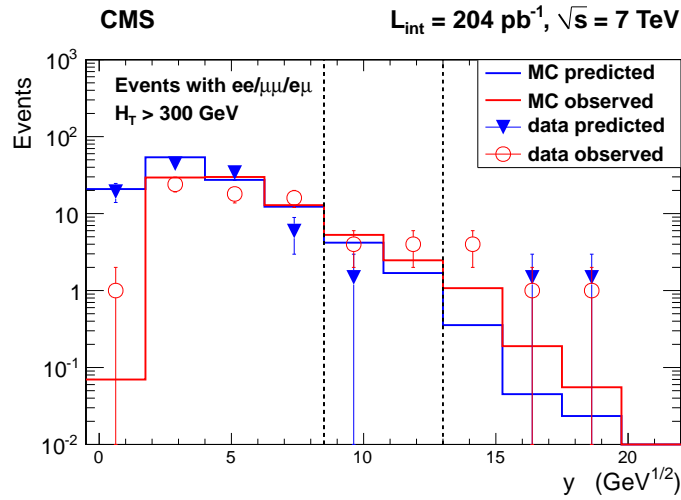 CMS
L_int = 204 pb⁻¹, √s = 7 TeV
Events with ee/μμ/eμ
H_T > 300 GeV
MC predicted
MC observed
data predicted
data observed
Events
10³
10²
10
1
10⁻¹
10⁻²
0 5 10 15 20
y (GeV^1/2)